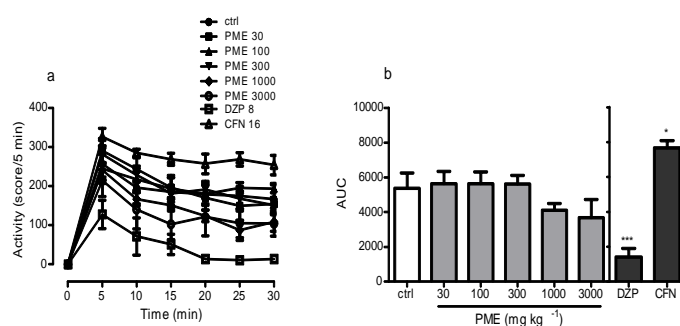 ctrl
PME 30
PME 100
PME 300
PME 1000
PME 3000
DZP 8
CFN 16
a
400
300
200
100
0
Activity (score/5 min)
0 5 10 15 20 25 30
Time (min)
b
10000
8000
6000
4000
2000
0
AUC
*
***
ctrl 30 100 300 1000 3000 DZP CFN
PME (mg kg -1)